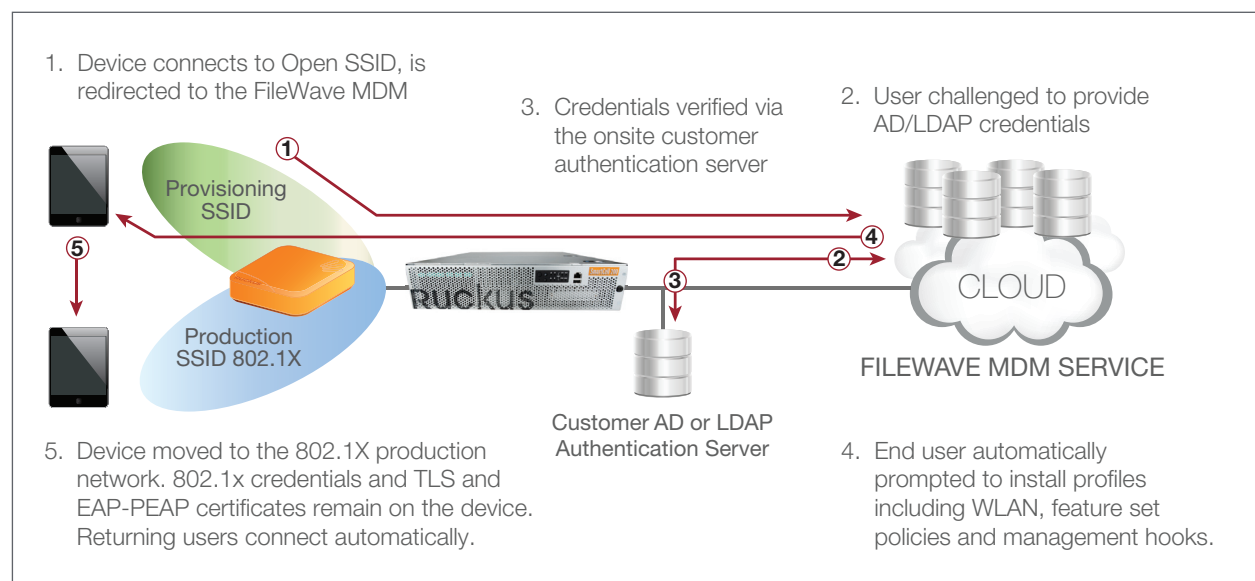 1. Device connects to Open SSID, is
redirected to the FileWave MDM
3. Credentials verified via
the onsite customer
authentication server
2. User challenged to provide
AD/LDAP credentials
1
Provisioning
SSID
4
5
2
3
RUCKUS
CLOUD
Production
SSID 802.1X
FILEWAVE MDM SERVICE
Customer AD or LDAP
Authentication Server
5. Device moved to the 802.1X production
network. 802.1x credentials and TLS and
EAP-PEAP certificates remain on the device.
Returning users connect automatically.
4. End user automatically
prompted to install profiles
including WLAN, feature set
policies and management hooks.